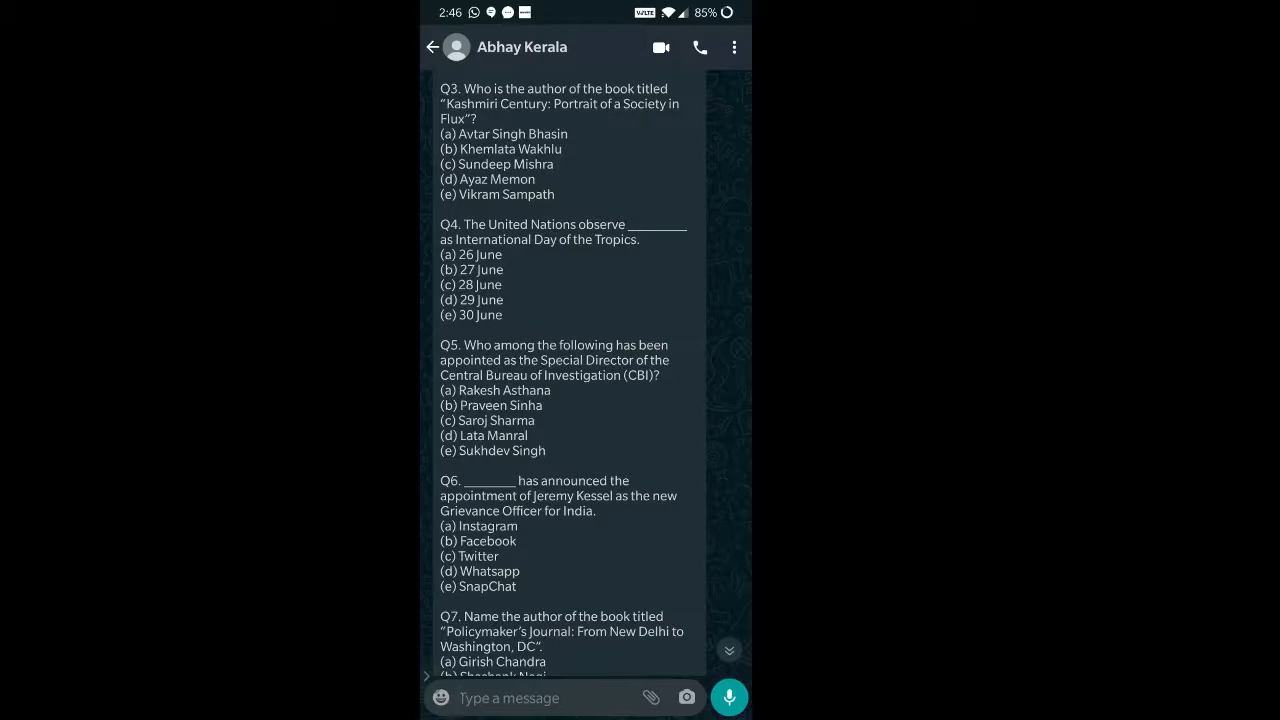 2:46
VoLTE
85%
Abhay Kerala
Q3. Who is the author of the book titled
“Kashmiri Century: Portrait of a Society in
Flux”?
(a) Avtar Singh Bhasin
(b) Khemlata Wakhlu
(c) Sundeep Mishra
(d) Ayaz Memon
(e) Vikram Sampath
Q4. The United Nations observe ________
as International Day of the Tropics.
(a) 26 June
(b) 27 June
(c) 28 June
(d) 29 June
(e) 30 June
Q5. Who among the following has been
appointed as the Special Director of the
Central Bureau of Investigation (CBI)?
(a) Rakesh Asthana
(b) Praveen Sinha
(c) Saroj Sharma
(d) Lata Manral
(e) Sukhdev Singh
Q6. _______ has announced the
appointment of Jeremy Kessel as the new
Grievance Officer for India.
(a) Instagram
(b) Facebook
(c) Twitter
(d) Whatsapp
(e) SnapChat
Q7. Name the author of the book titled
“Policymaker’s Journal: From New Delhi to
Washington, DC”.
(a) Girish Chandra
(b) Shashank Negi
Type a message